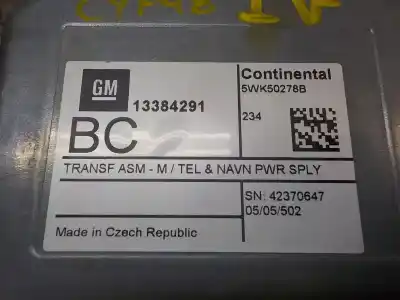 GM
13384291
BC
Continental
5WK50278B
234
TRANSF ASM - M / TEL & NAVN PWR SPLY
SN: 42370647
05/05/502
Made in Czech Republic